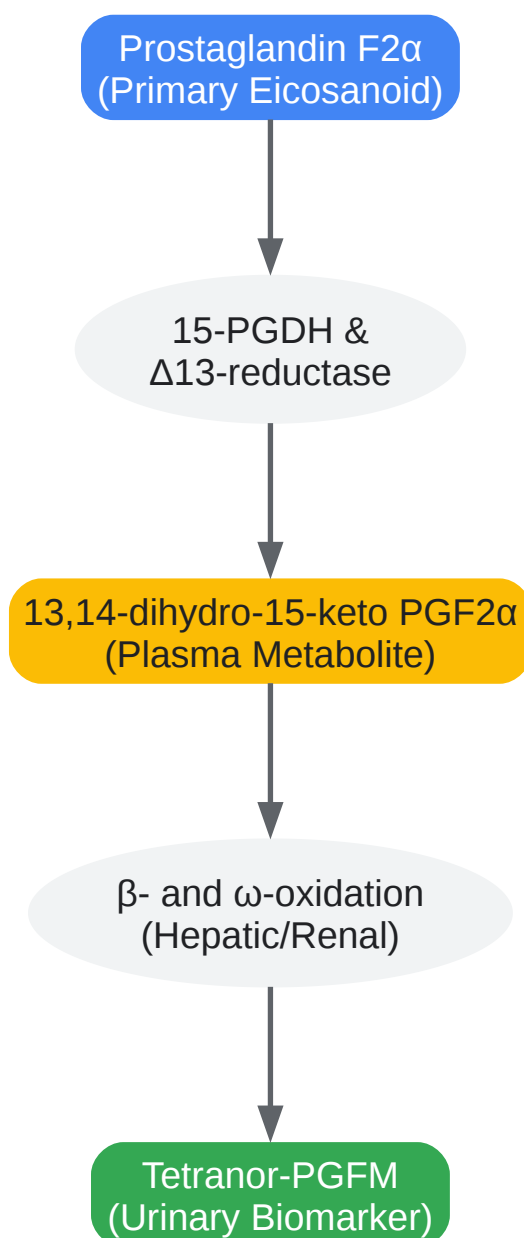 Prostaglandin F2α
(Primary Eicosanoid)
15-PGDH &
Δ13-reductase
13,14-dihydro-15-keto PGF2α
(Plasma Metabolite)
β- and ω-oxidation
(Hepatic/Renal)
Tetranor-PGFM
(Urinary Biomarker)